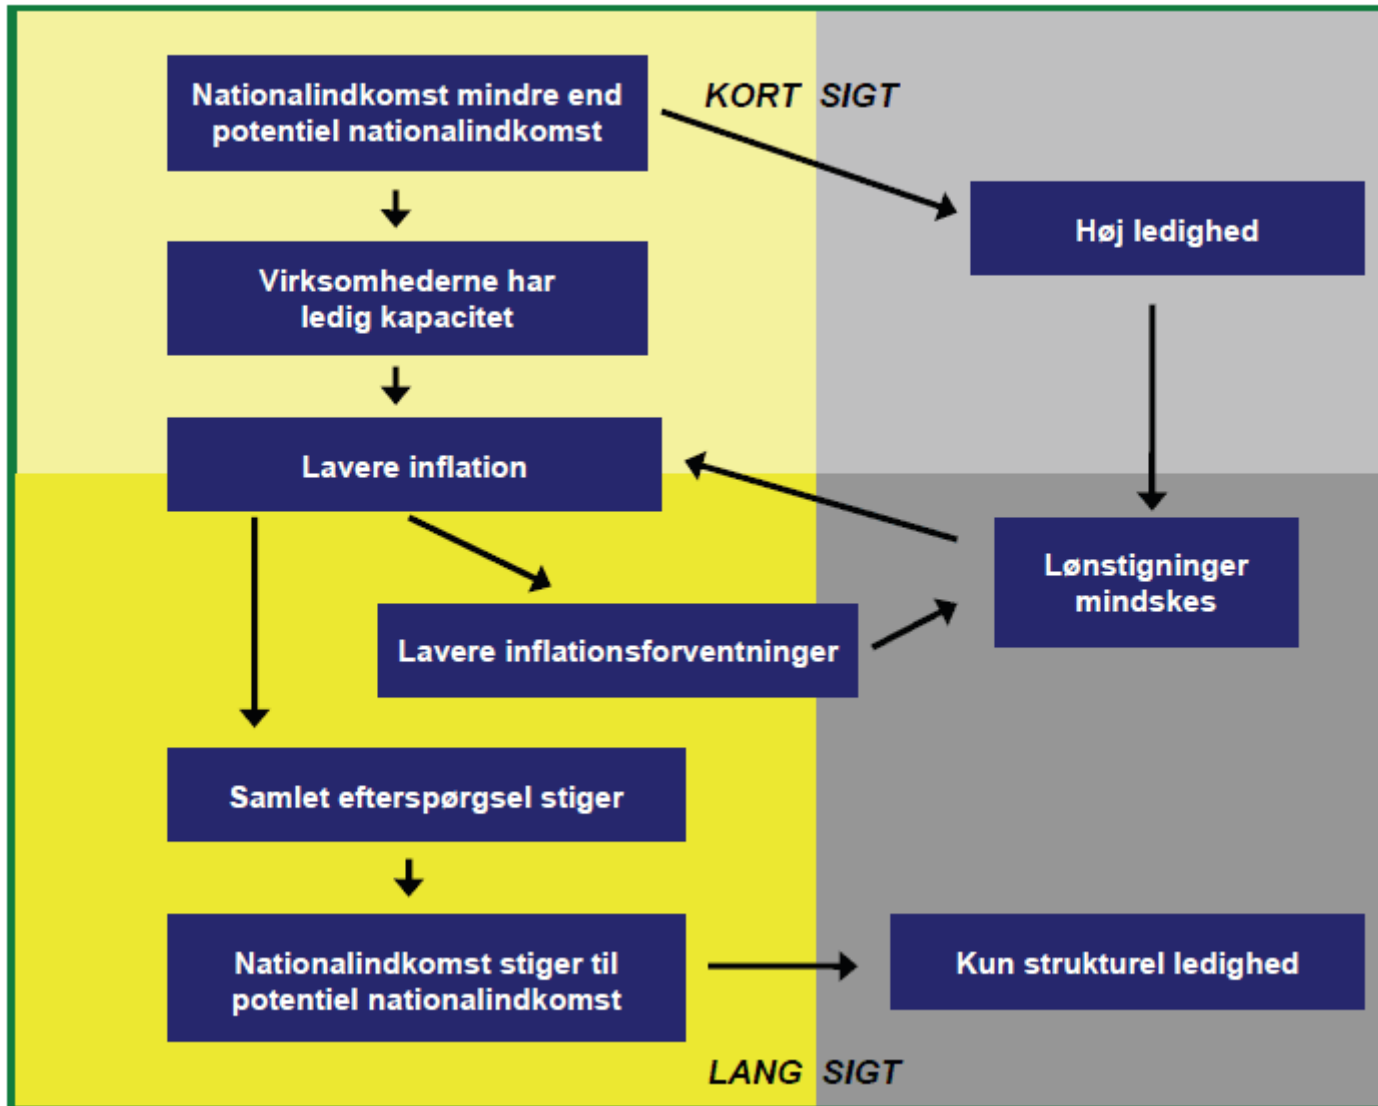 Nationalindkomst mindre end
potentiel nationalindkomst
KORT SIGT
Høj ledighed
Virksomhederne har
ledig kapacitet
Lavere inflation
Lønstigninger
mindskes
Lavere inflationsforventninger
Samlet efterspørgsel stiger
Nationalindkomst stiger til
potentiel nationalindkomst
Kun strukturel ledighed
LANG SIGT